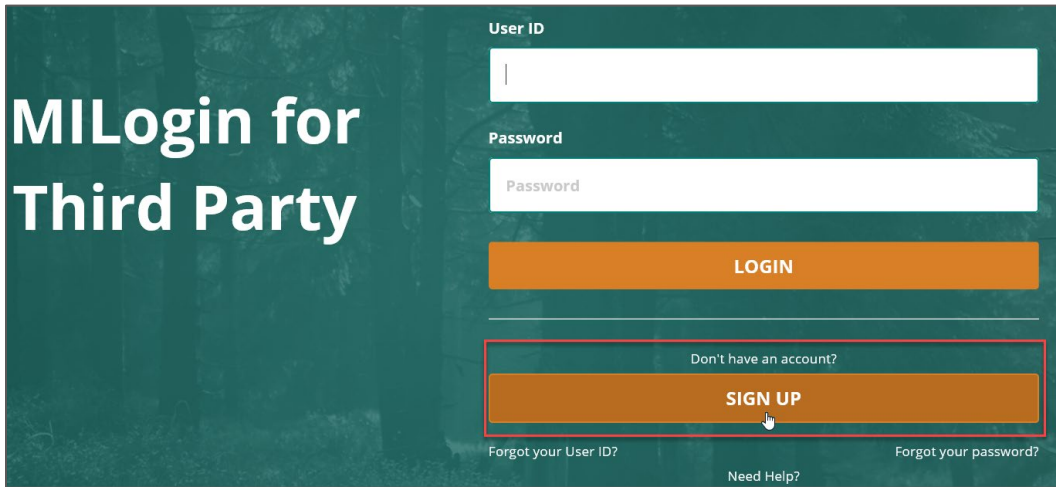 MILogin for
Third Party
User ID
Password
Password
LOGIN
Don't have an account?
SIGN UP
Forgot your User ID?
Forgot your password?
Need Help?